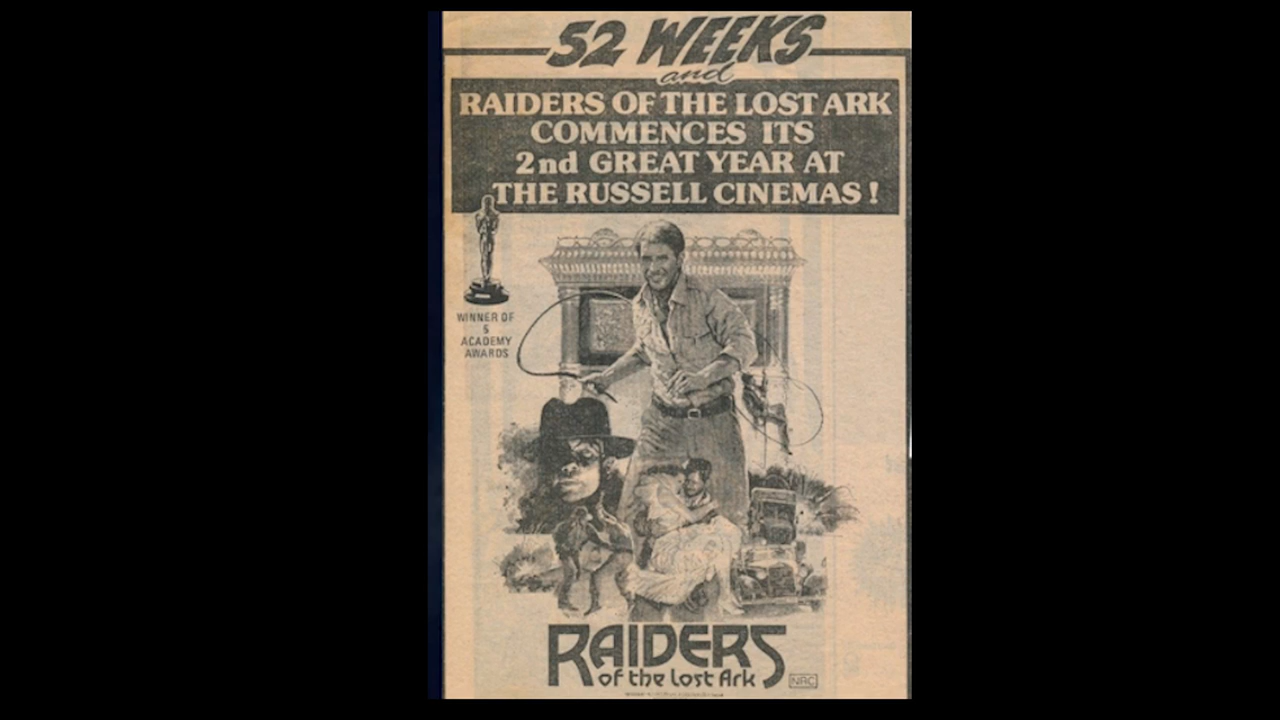 52 WEEKS
and
RAIDERS OF THE LOST ARK
COMMENCES ITS
2nd GREAT YEAR AT
THE RUSSELL CINEMAS !
WINNER OF
5
ACADEMY
AWARDS
RAIDERS
of the Lost Ark
NRC